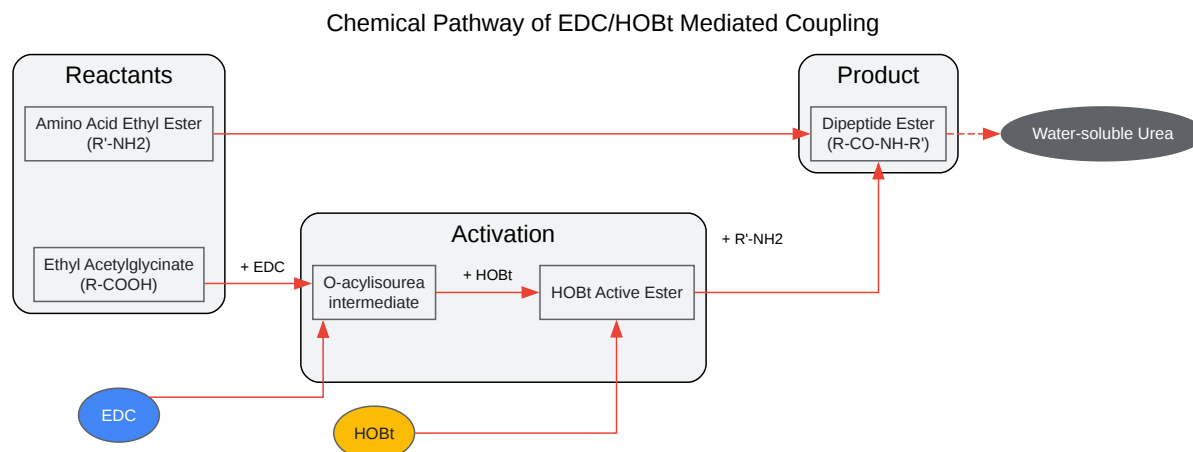 Chemical Pathway of EDC/HOBt Mediated Coupling
Reactants
Amino Acid Ethyl Ester
(R'-NH2)
Ethyl Acetylglycinate
(R-COOH)
+ EDC
Activation
O-acylisourea
intermediate
+ HOBt
HOBt Active Ester
+ R'-NH2
Product
Dipeptide Ester
(R-CO-NH-R')
Water-soluble Urea
EDC
HOBt